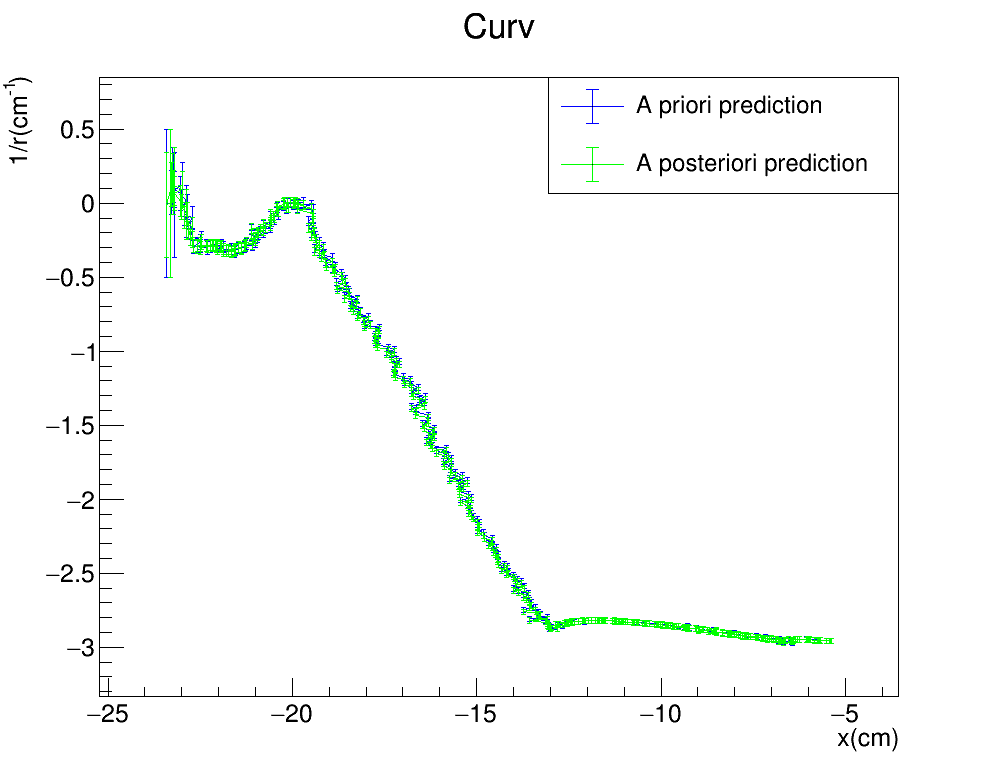 Curv
1/r(cm⁻¹)
A priori prediction
A posteriori prediction
0.5
0
−0.5
−1
−1.5
−2
−2.5
−3
−25 −20 −15 −10 −5
x(cm)